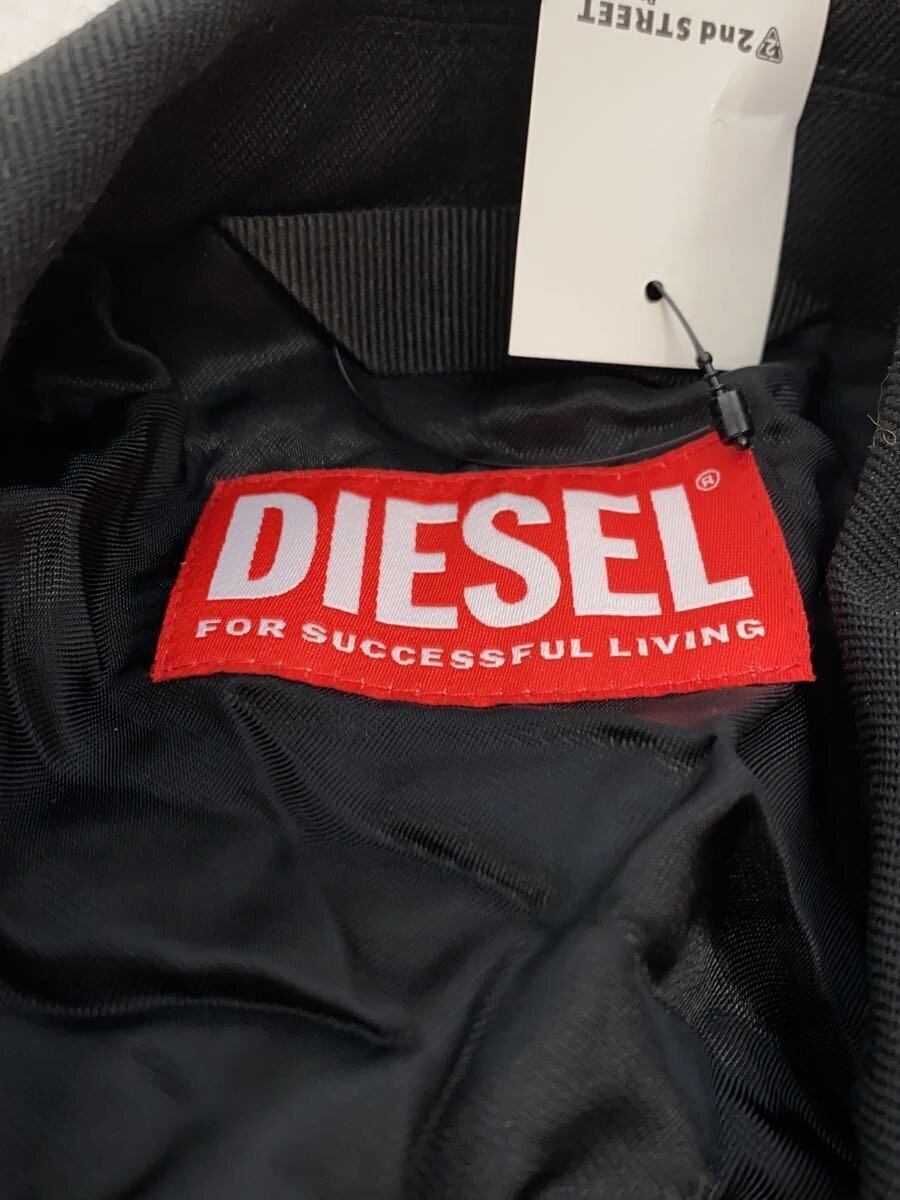 2nd STREET
DIESEL®
FOR SUCCESSFUL LIVING